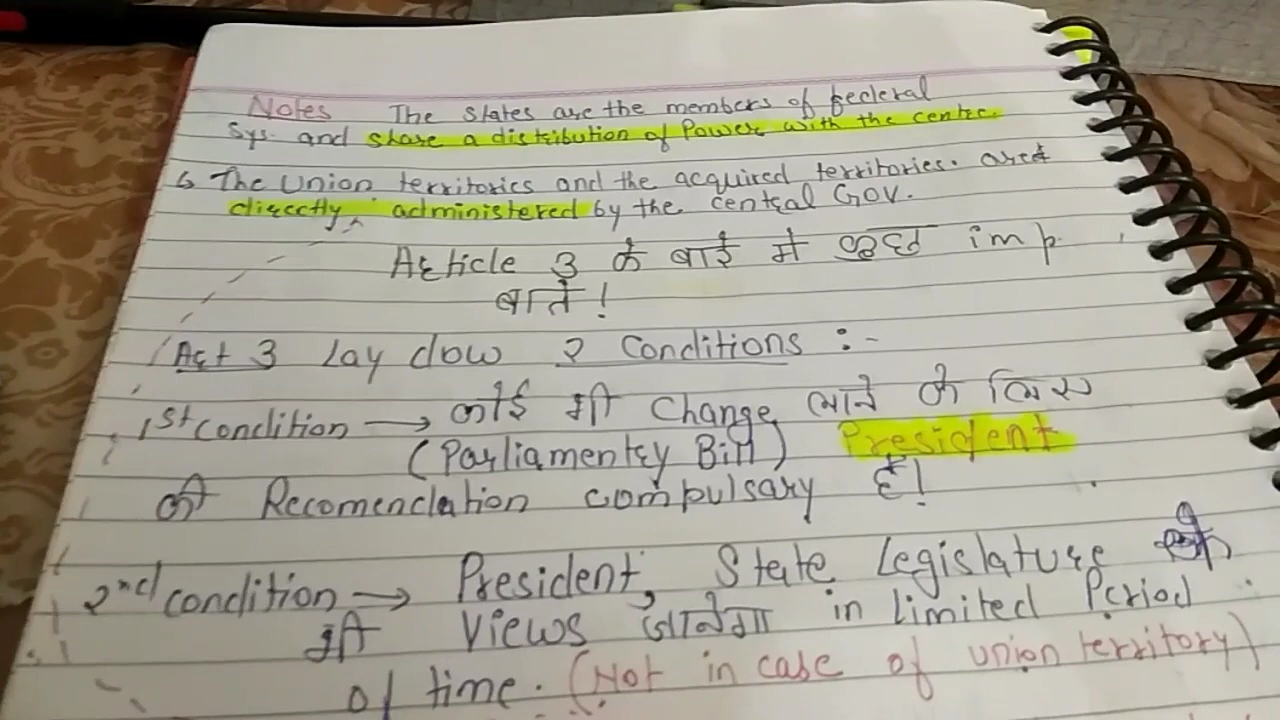 Notes The states are the members of federal
Sys. and share a distribution of Power with the centre.
The Union territories and the acquired territories. are
directly, administered by the central Gov.
Article 3 के बारे में कुछ imp.
बातें!
Act 3 Lay dow 2 Conditions :-
1st condition → कोई भी Change लाने के लिए
(Parliamentry Bill) President
की Recomendation compulsary है!
2nd condition → President, State Legislature
भी views जानेगा in limited Period
of time. (Not in case of union territory)